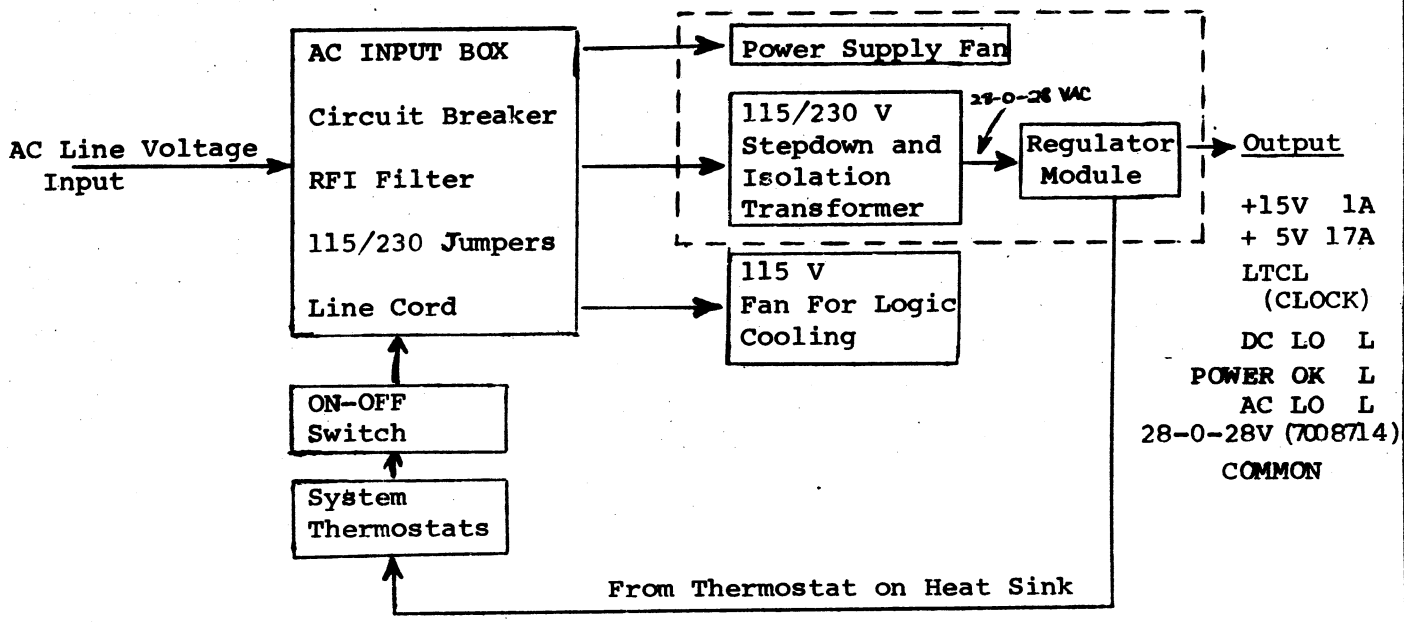 AC Line Voltage
Input
AC INPUT BOX
Circuit Breaker
RFI Filter
115/230 Jumpers
Line Cord
ON-OFF
Switch
System
Thermostats
Power Supply Fan
115/230 V
Stepdown and
Isolation
Transformer
28-0-28 VAC
Regulator
Module
115 V
Fan For Logic
Cooling
From Thermostat on Heat Sink
Output
+15V 1A
+ 5V 17A
LTCL
(CLOCK)
DC LO L
POWER OK L
AC LO L
28-0-28V (7008714)
COMMON